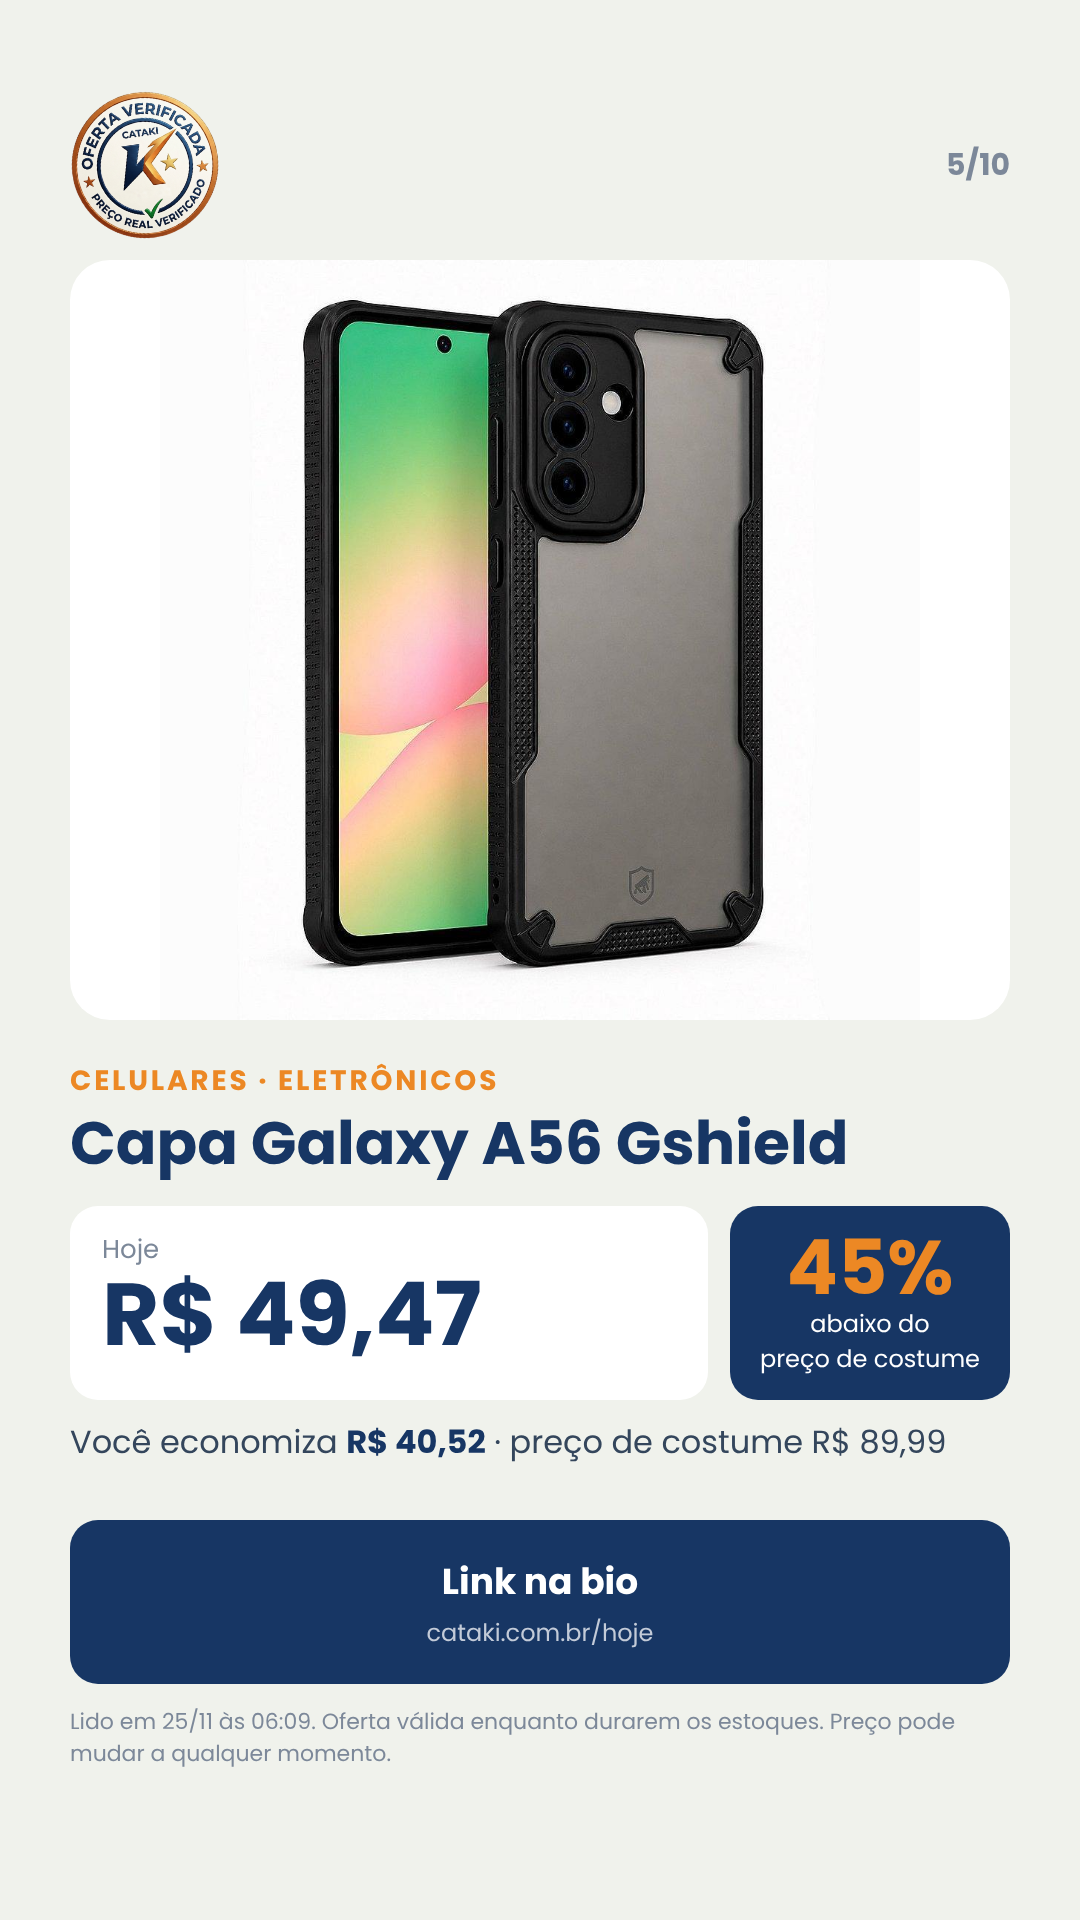 OFERTA VERIFICADA
CATAKI
PREÇO REAL VERIFICADO
5/10
CELULARES · ELETRÔNICOS
Capa Galaxy A56 Gshield
Hoje
R$ 49,47
45%
abaixo do
preço de costume
Você economiza R$ 40,52 · preço de costume R$ 89,99
Link na bio
cataki.com.br/hoje
Lido em 25/11 às 06:09. Oferta válida enquanto durarem os estoques. Preço pode
mudar a qualquer momento.